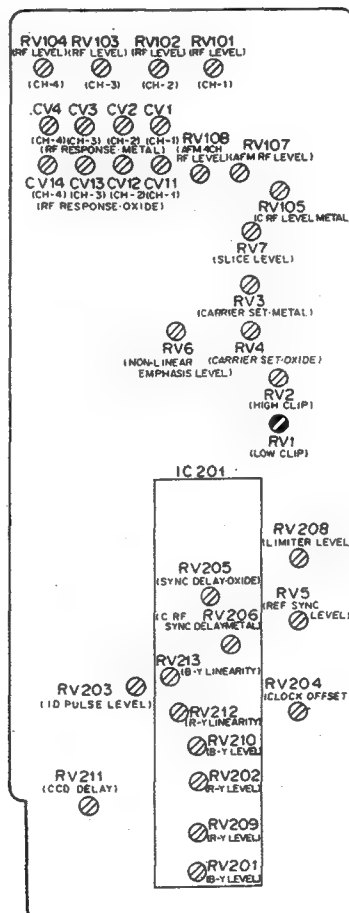 RV104 RV103 RV102 RV101
(RF LEVEL)(RF LEVEL)(RF LEVEL) (RF LEVEL)
(CH-4) (CH-3) (CH-2) (CH-1)
CV4 CV3 CV2 CV1
(CH-4)(CH-3)(CH-2)(CH-1)
(RF RESPONSE·METAL)
RV108
(AFM 4CH
RF LEVEL)
RV107
(AFM RF LEVEL)
CV14 CV13 CV12 CV11
(CH-4) (CH-3) (CH-2)(CH-1)
(RF RESPONSE-OXIDE)
RV105
(C RF LEVEL METAL)
RV7
(SLICE LEVEL)
RV3
(CARRIER SET-METAL)
RV6
(NON-LINEAR
EMPHASIS LEVEL)
RV4
(CARRIER SET-OXIDE)
RV2
(HIGH CLIP)
RV1
(LOW CLIP)
IC201
RV208
(LIMITER LEVEL)
RV205
(SYNC DELAY-OXIDE)
RV5
(REF SYNC
LEVEL)
(C RF RV206
SYNC DELAY-METAL)
RV213
(B-Y LINEARITY)
RV203
(ID PULSE LEVEL)
RV204
(CLOCK OFFSET)
RV212
(R-Y LINEARITY)
RV210
(B-Y LEVEL)
RV211
(CCD DELAY)
RV202
(R-Y LEVEL)
RV209
(R-Y LEVEL)
RV201
(B-Y LEVEL)